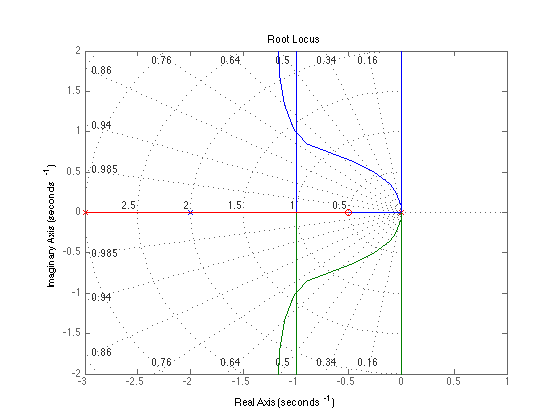 Root Locus
2 0.76 0.64 0.5 0.34 0.16
0.86
1.5
1 0.94
0.5 0.985
2.5 2 1.5 1 0.5
0
-0.5 0.985
-1 0.94
-1.5
0.86 0.76 0.64 0.5 0.34 0.16
-2
-3 -2.5 -2 -1.5 -1 -0.5 0 0.5 1
Real Axis (seconds -1)
Imaginary Axis (seconds -1)